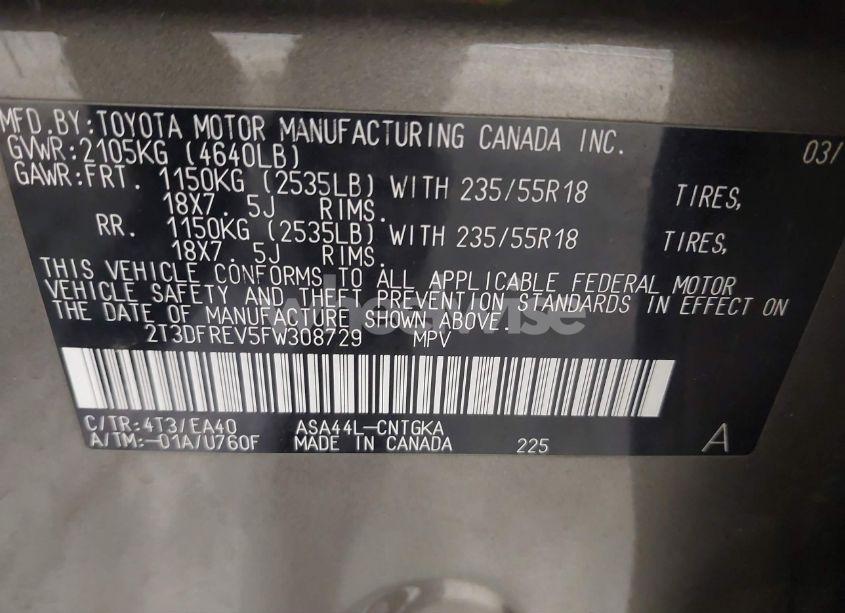 MFD.BY:TOYOTA MOTOR MANUFACTURING CANADA INC. 03/
GVWR:2105KG (4640LB)
GAWR:FRT. 1150KG (2535LB) WITH 235/55R18 TIRES,
18X7. 5J RIMS.
RR. 1150KG (2535LB) WITH 235/55R18 TIRES,
18X7. 5J RIMS.
THIS VEHICLE CONFORMS TO ALL APPLICABLE FEDERAL MOTOR
VEHICLE SAFETY AND THEFT PREVENTION STANDARDS IN EFFECT ON
THE DATE OF MANUFACTURE SHOWN ABOVE.
2T3DFREV5FW308729 MPV
C/TR:4T3/EA40 ASA44L-CNTGKA
A/TM:-01A/U760F MADE IN CANADA 225 A